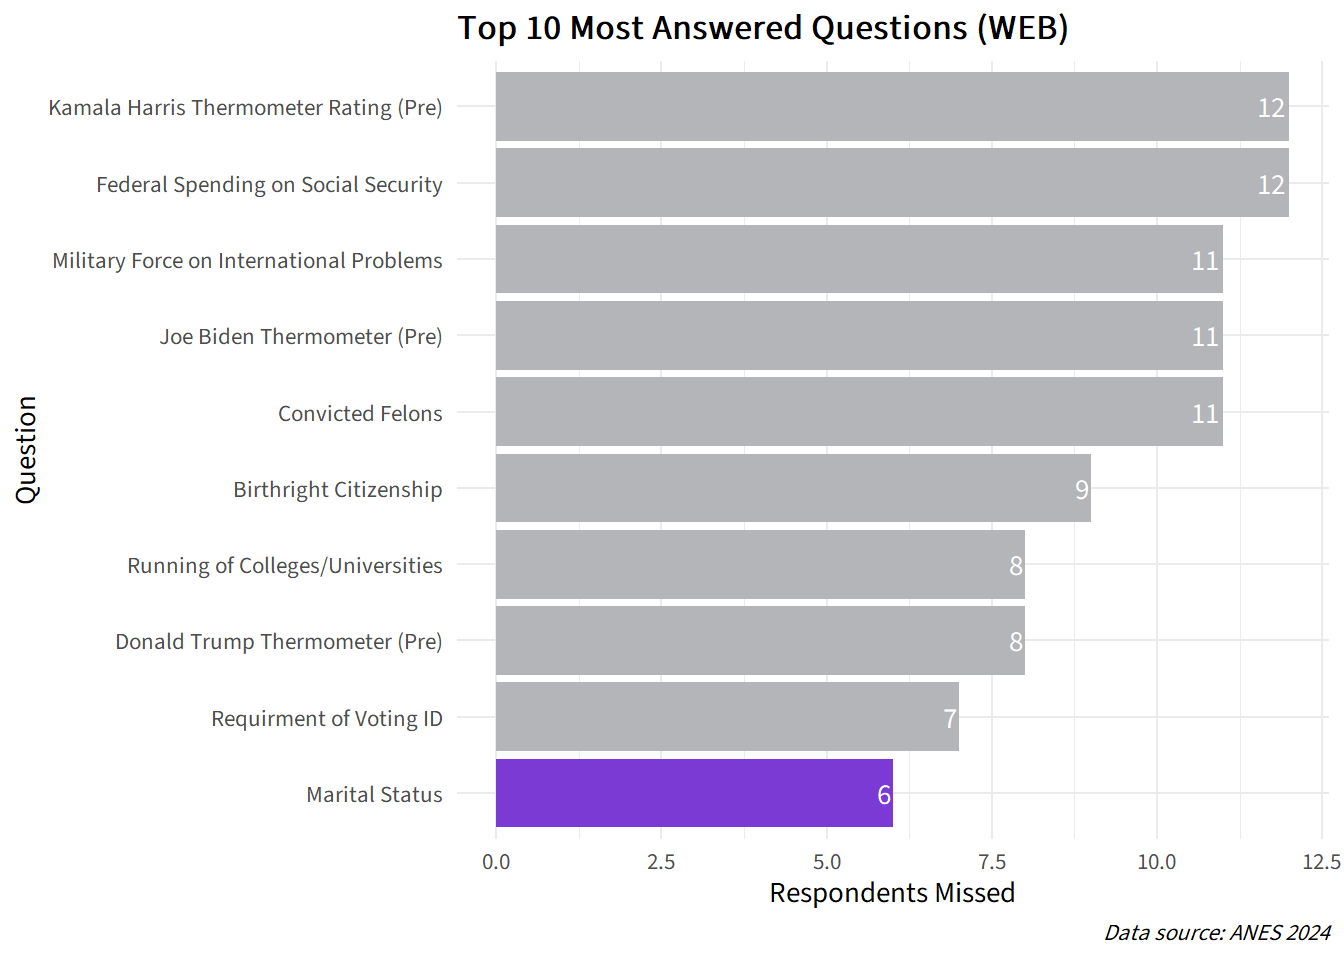 Top 10 Most Answered Questions (WEB)
Kamala Harris Thermometer Rating (Pre)
12
Federal Spending on Social Security
12
Military Force on International Problems
11
Joe Biden Thermometer (Pre)
11
Convicted Felons
11
Birthright Citizenship
9
Running of Colleges/Universities
8
Donald Trump Thermometer (Pre)
8
Requirment of Voting ID
7
Marital Status
6
Question
0.0 2.5 5.0 7.5 10.0 12.5
Respondents Missed
Data source: ANES 2024